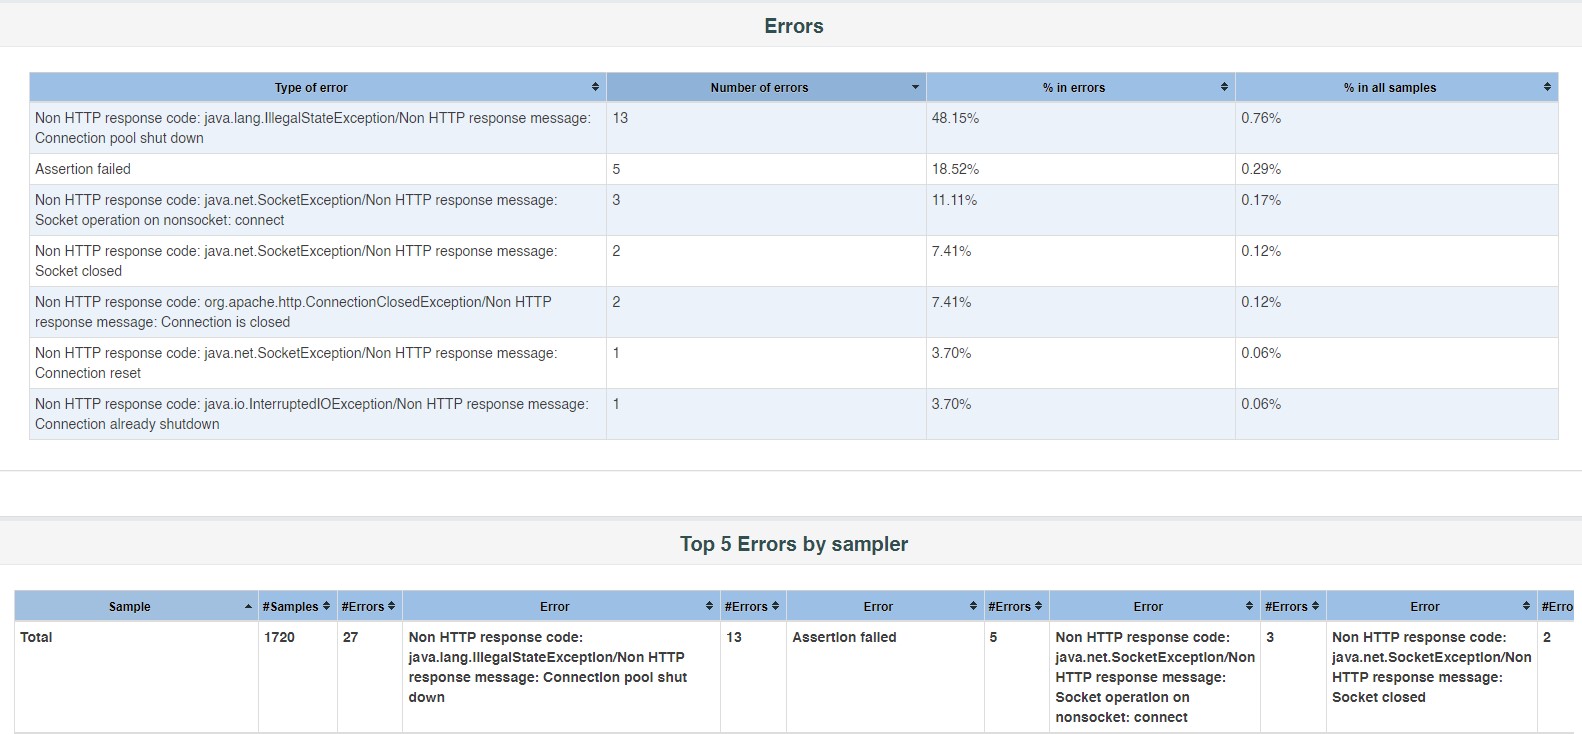 Errors
Type of error Number of errors % in errors % in all samples
Non HTTP response code: java.lang.IllegalStateException/Non HTTP response message: 13 48.15% 0.76%
Connection pool shut down
Assertion failed 5 18.52% 0.29%
Non HTTP response code: java.net.SocketException/Non HTTP response message: 3 11.11% 0.17%
Socket operation on nonsocket: connect
Non HTTP response code: java.net.SocketException/Non HTTP response message: 2 7.41% 0.12%
Socket closed
Non HTTP response code: org.apache.http.ConnectionClosedException/Non HTTP 2 7.41% 0.12%
response message: Connection is closed
Non HTTP response code: java.net.SocketException/Non HTTP response message: 1 3.70% 0.06%
Connection reset
Non HTTP response code: java.io.InterruptedIOException/Non HTTP response message: 1 3.70% 0.06%
Connection already shutdown
Top 5 Errors by sampler
Sample #Samples #Errors Error #Errors Error #Errors Error #Errors Error #Erro
Total 1720 27 Non HTTP response code: 13 Assertion failed 5 Non HTTP response code: 3 Non HTTP response code: 2
java.lang.IllegalStateException/Non HTTP java.net.SocketException/Non java.net.SocketException/Non
response message: Connection pool shut HTTP response message: HTTP response message:
down Socket operation on Socket closed
nonsocket: connect